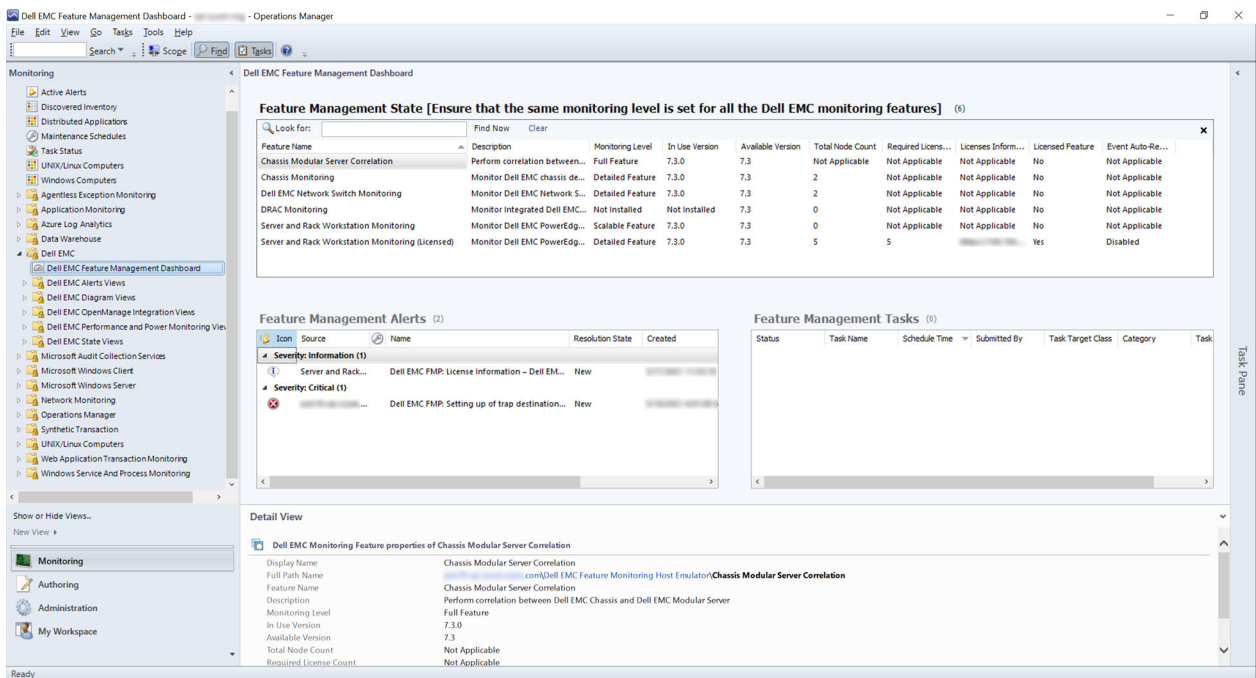 Dell EMC Feature Management Dashboard - - Operations Manager
File Edit View Go Tasks Tools Help
Search Scope Find Tasks
Monitoring
Active Alerts
Discovered Inventory
Distributed Applications
Maintenance Schedules
Task Status
UNIX/Linux Computers
Windows Computers
Agentless Exception Monitoring
Application Monitoring
Azure Log Analytics
Data Warehouse
Dell EMC
Dell EMC Feature Management Dashboard
Dell EMC Alerts Views
Dell EMC Diagram Views
Dell EMC OpenManage Integration Views
Dell EMC Performance and Power Monitoring Viev
Dell EMC State Views
Microsoft Audit Collection Services
Microsoft Windows Client
Microsoft Windows Server
Network Monitoring
Operations Manager
Synthetic Transaction
UNIX/Linux Computers
Web Application Transaction Monitoring
Windows Service And Process Monitoring
Show or Hide Views...
New View
Monitoring
Authoring
Administration
My Workspace
Ready
Dell EMC Feature Management Dashboard
Feature Management State [Ensure that the same monitoring level is set for all the Dell EMC monitoring features] (6)
Look for: Find Now Clear
Feature Name Description Monitoring Level In Use Version Available Version Total Node Count Required Licens... Licenses Inform... Licensed Feature Event Auto-Re...
Chassis Modular Server Correlation Perform correlation between... Full Feature 7.3.0 7.3 Not Applicable Not Applicable Not Applicable No Not Applicable
Chassis Monitoring Monitor Dell EMC chassis de... Detailed Feature 7.3.0 7.3 2 Not Applicable Not Applicable No Not Applicable
Dell EMC Network Switch Monitoring Monitor Dell EMC Network S... Detailed Feature 7.3.0 7.3 2 Not Applicable Not Applicable No Not Applicable
DRAC Monitoring Monitor Integrated Dell EMC... Not Installed Not Installed 7.3 0 Not Applicable Not Applicable No Not Applicable
Server and Rack Workstation Monitoring Monitor Dell EMC PowerEdg... Scalable Feature 7.3.0 7.3 0 Not Applicable Not Applicable No Not Applicable
Server and Rack Workstation Monitoring (Licensed) Monitor Dell EMC PowerEdg... Detailed Feature 7.3.0 7.3 5 5 Yes Disabled
Feature Management Alerts (2)
Icon Source Name Resolution State Created
Severity: Information (1)
Server and Rack... Dell EMC FMP: License Information – Dell EM... New
Severity: Critical (1)
... Dell EMC FMP: Setting up of trap destination... New
Feature Management Tasks (0)
Status Task Name Schedule Time Submitted By Task Target Class Category Task
Task Pane
Detail View
Dell EMC Monitoring Feature properties of Chassis Modular Server Correlation
Display Name Chassis Modular Server Correlation
Full Path Name .com\Dell EMC Feature Monitoring Host Emulator\Chassis Modular Server Correlation
Feature Name Chassis Modular Server Correlation
Description Perform correlation between Dell EMC Chassis and Dell EMC Modular Server
Monitoring Level Full Feature
In Use Version 7.3.0
Available Version 7.3
Total Node Count Not Applicable
Required License Count Not Applicable